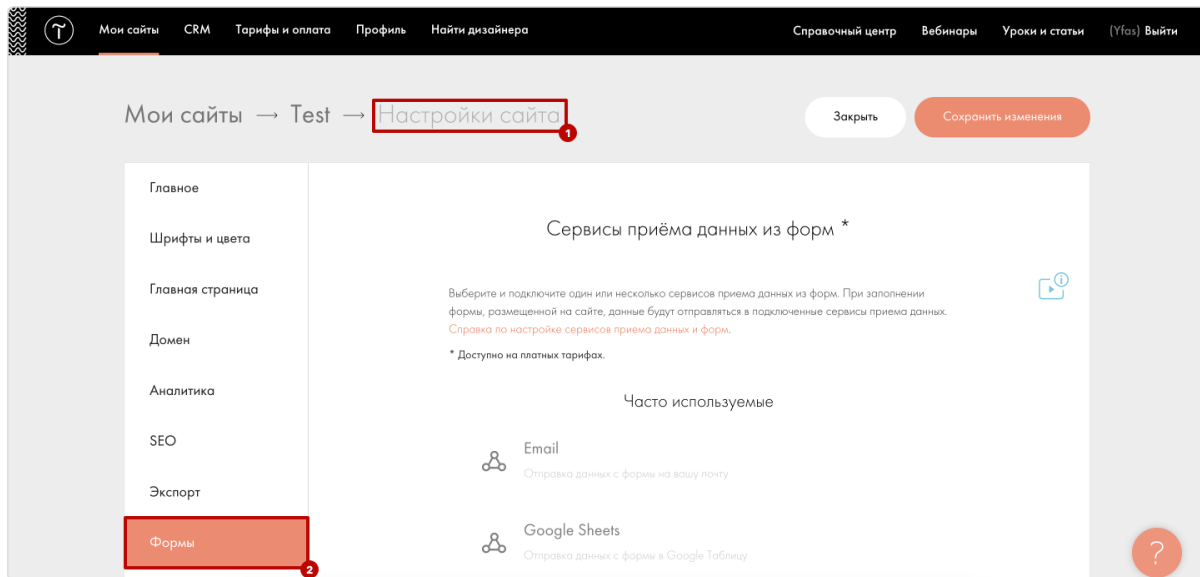 Мои сайты CRM Тарифы и оплата Профиль Найти дизайнера Справочный центр Вебинары Уроки и статьи (Yfas) Выйти
Мои сайты → Test → Настройки сайта
1
Закрыть
Сохранить изменения
Главное
Шрифты и цвета
Главная страница
Домен
Аналитика
SEO
Экспорт
Формы
2
Сервисы приёма данных из форм *
Выберите и подключите один или несколько сервисов приема данных из форм. При заполнении
формы, размещенной на сайте, данные будут отправляться в подключенные сервисы приема данных.
Справка по настройке сервисов приема данных и форм.
* Доступно на платных тарифах.
Часто используемые
Email
Отправка данных с формы на вашу почту
Google Sheets
Отправка данных с формы в Google Таблицу
?